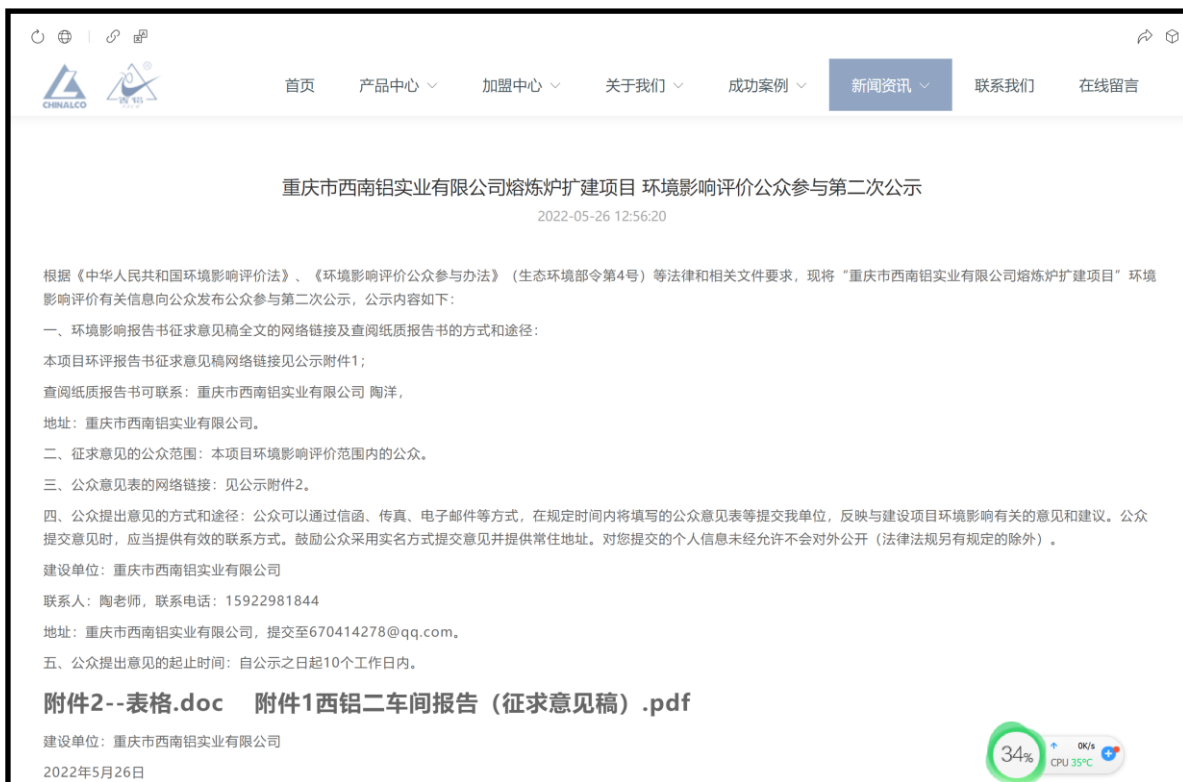 CHINALCO
西铝
首页 产品中心 加盟中心 关于我们 成功案例 新闻资讯 联系我们 在线留言
重庆市西南铝实业有限公司熔炼炉扩建项目 环境影响评价公众参与第二次公示
2022-05-26 12:56:20
根据《中华人民共和国环境影响评价法》、《环境影响评价公众参与办法》（生态环境部令第4号）等法律和相关文件要求，现将“重庆市西南铝实业有限公司熔炼炉扩建项目”环境
影响评价有关信息向公众发布公众参与第二次公示，公示内容如下：
一、环境影响报告书征求意见稿全文的网络链接及查阅纸质报告书的方式和途径：
本项目环评报告书征求意见稿网络链接见公示附件1；
查阅纸质报告书可联系：重庆市西南铝实业有限公司 陶洋，
地址：重庆市西南铝实业有限公司。
二、征求意见的公众范围：本项目环境影响评价范围内的公众。
三、公众意见表的网络链接：见公示附件2。
四、公众提出意见的方式和途径：公众可以通过信函、传真、电子邮件等方式，在规定时间内将填写的公众意见表等提交我单位，反映与建设项目环境影响有关的意见和建议。公众
提交意见时，应当提供有效的联系方式。鼓励公众采用实名方式提交意见并提供常住地址。对您提交的个人信息未经允许不会对外公开（法律法规另有规定的除外）。
建设单位：重庆市西南铝实业有限公司
联系人：陶老师，联系电话：15922981844
地址：重庆市西南铝实业有限公司，提交至670414278@qq.com。
五、公众提出意见的起止时间：自公示之日起10个工作日内。
附件2--表格.doc 附件1西铝二车间报告（征求意见稿）.pdf
建设单位：重庆市西南铝实业有限公司
2022年5月26日
34% 0K/s
CPU 35℃